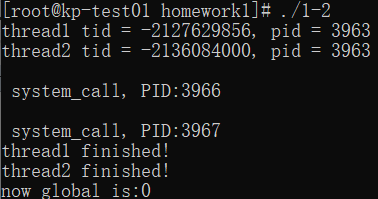 [root@kp-test01 homework1]# ./1-2
thread1 tid = -2127629856, pid = 3963
thread2 tid = -2136084000, pid = 3963
system_call, PID:3966
system_call, PID:3967
thread1 finished!
thread2 finished!
now global is:0